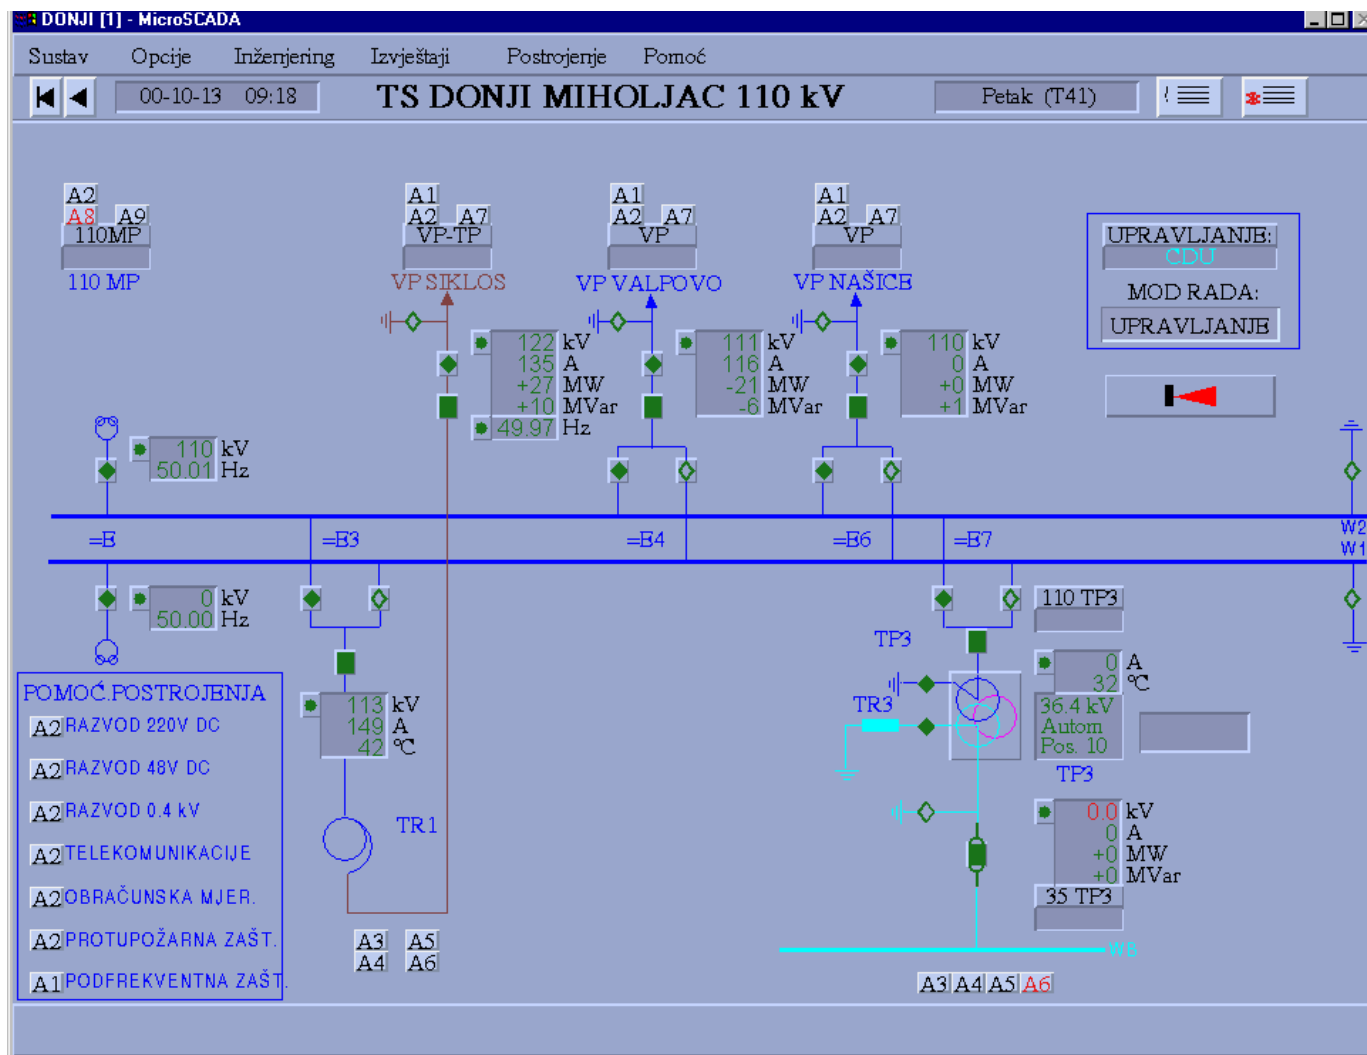 DONJI [1] - MicroSCADA
Sustav Opcije Inženjering Izvještaji Postrojenje Pomoć
00-10-13 09:18 TS DONJI MIHOLJAC 110 kV Petak (T41)
A2
A8 A9
110MP
110 MP
A1
A2 A7
VP-TP
VP SIKLOS
A1
A2 A7
VP
VP VALPOVO
A1
A2 A7
VP
VP NAŠICE
UPRAVLJANJE:
CDU
MOD RADA:
UPRAVLJANJE
122 kV
135 A
+27 MW
+10 MVar
49.97 Hz
111 kV
116 A
-21 MW
-6 MVar
110 kV
0 A
+0 MW
+1 MVar
110 kV
50.01 Hz
=E =E3 =E4 =E6 =E7
W2
W1
0 kV
50.00 Hz
113 kV
149 A
42 °C
TR1
A3 A5
A4 A6
POMOĆ.POSTROJENJA
A2 RAZVOD 220V DC
A2 RAZVOD 48V DC
A2 RAZVOD 0.4 kV
A2 TELEKOMUNIKACIJE
A2 OBRAČUNSKA MJER.
A2 PROTUPOŽARNA ZAŠT.
A1 PODFREKVENTNA ZAŠT.
110 TP3
TP3
0 A
32 °C
TR3
36.4 kV
Autom
Pos. 10
TP3
0.0 kV
0 A
+0 MW
+0 MVar
35 TP3
W8
A3 A4 A5 A6